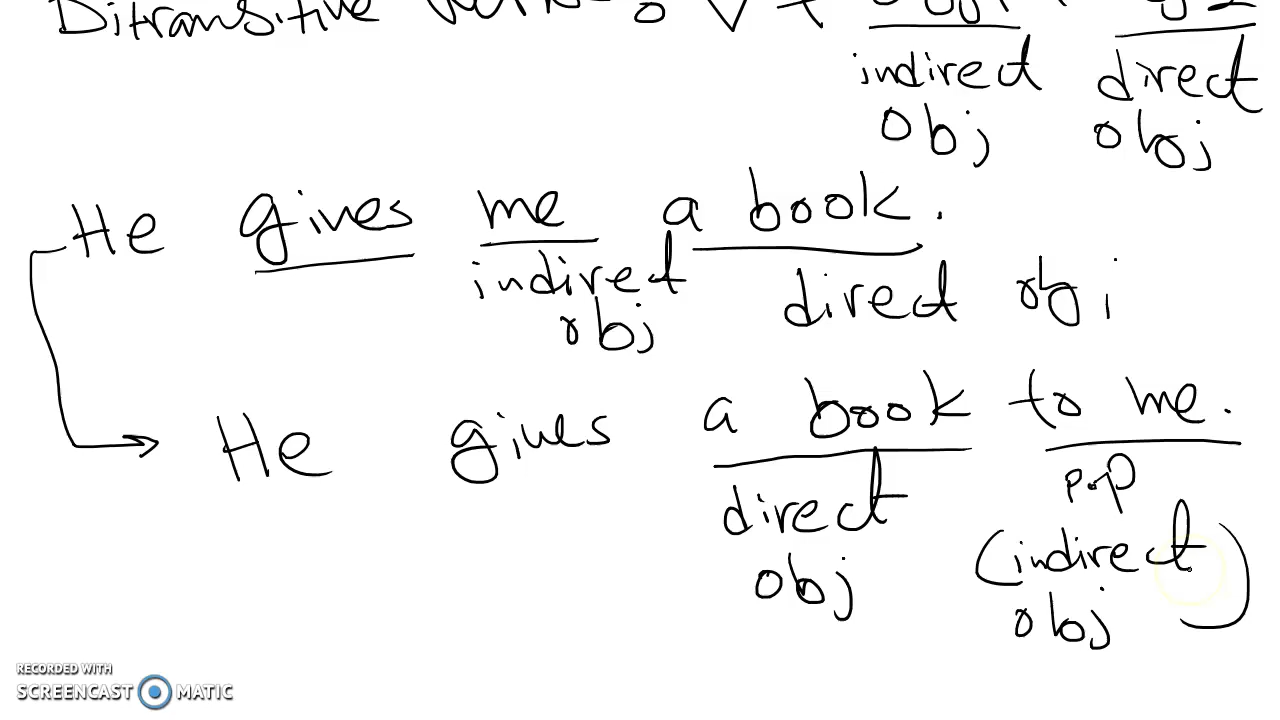 Ditransitive V +
indirect direct
obj obj
He gives me a book.
indiret direct obj
obj
He gives a book to me.
direct p.p
obj (indirect
obj)
RECORDED WITH
SCREENCAST MATIC